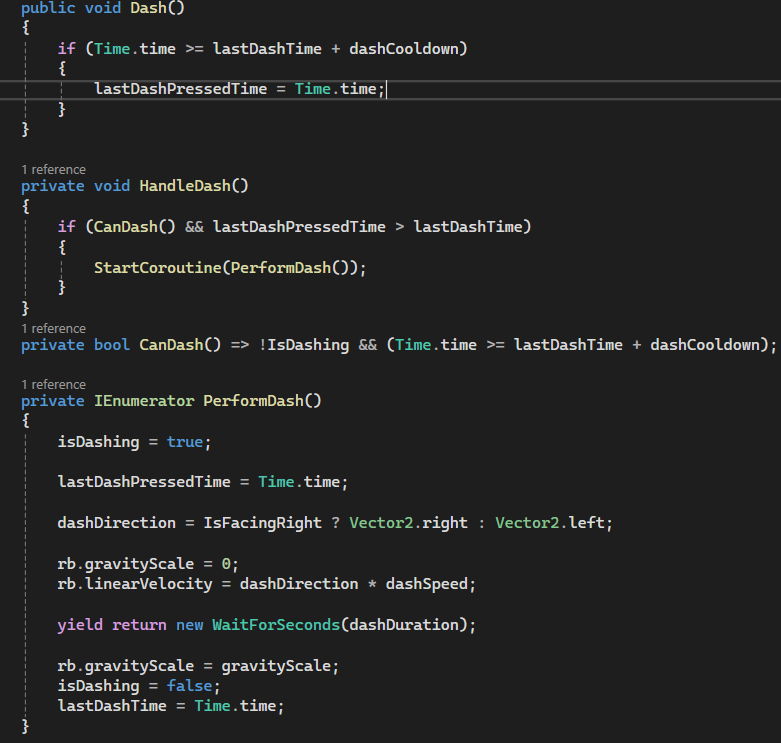 public void Dash()
{
if (Time.time >= lastDashTime + dashCooldown)
{
lastDashPressedTime = Time.time;
}
}
1 reference
private void HandleDash()
{
if (CanDash() && lastDashPressedTime > lastDashTime)
{
StartCoroutine(PerformDash());
}
}
1 reference
private bool CanDash() => !IsDashing && (Time.time >= lastDashTime + dashCooldown);
1 reference
private IEnumerator PerformDash()
{
isDashing = true;
lastDashPressedTime = Time.time;
dashDirection = IsFacingRight ? Vector2.right : Vector2.left;
rb.gravityScale = 0;
rb.linearVelocity = dashDirection * dashSpeed;
yield return new WaitForSeconds(dashDuration);
rb.gravityScale = gravityScale;
isDashing = false;
lastDashTime = Time.time;
}